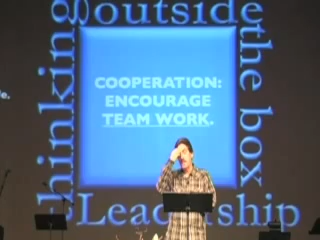 thinking
outside
the box
COOPERATION:
ENCOURAGE
TEAM WORK.
Leadership